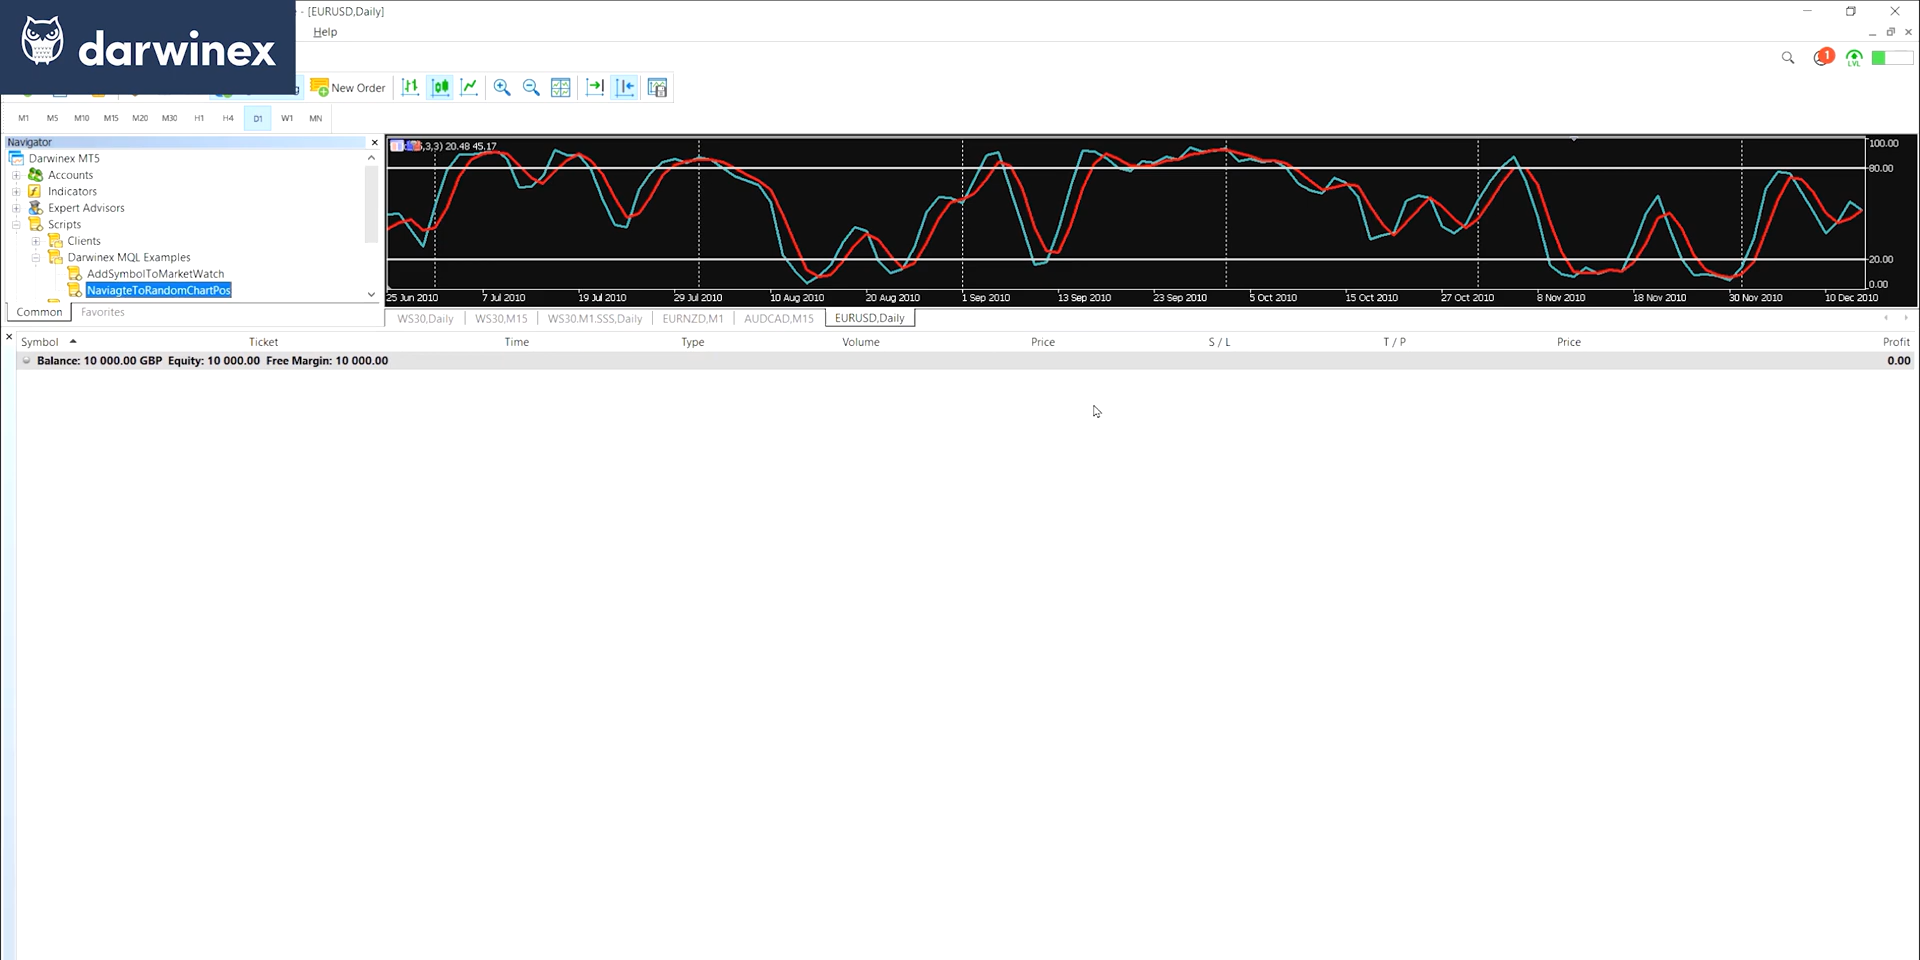 darwinex
- [EURUSD,Daily]
Help
1
LVL
New Order
M1 M5 M10 M15 M20 M30 H1 H4 D1 W1 MN
Navigator
Darwinex MT5
Accounts
Indicators
Expert Advisors
Scripts
Clients
Darwinex MQL Examples
AddSymbolToMarketWatch
NaviagteToRandomChartPos
Common Favorites
5,3,3) 20.48 45.17
100.00
80.00
20.00
0.00
25 Jun 2010 7 Jul 2010 19 Jul 2010 29 Jul 2010 10 Aug 2010 20 Aug 2010 1 Sep 2010 13 Sep 2010 23 Sep 2010 5 Oct 2010 15 Oct 2010 27 Oct 2010 8 Nov 2010 18 Nov 2010 30 Nov 2010 10 Dec 2010
WS30,Daily WS30,M15 WS30.M1.SSS,Daily EURNZD,M1 AUDCAD,M15 EURUSD,Daily
Symbol Ticket Time Type Volume Price S / L T / P Price Profit
Balance: 10 000.00 GBP Equity: 10 000.00 Free Margin: 10 000.00 0.00